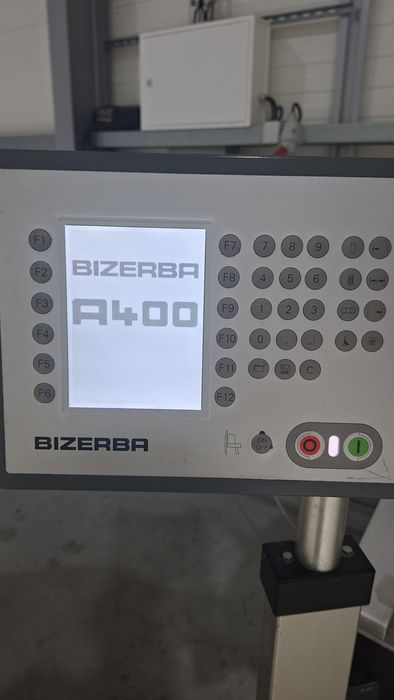 BIZERBA
A400
F1
F2
F3
F4
F5
F6
F7 7 8 9
F8 4 5 6
F9 1 2 3
F10 0 .
F11 C
F12
BIZERBA
ON
OFF